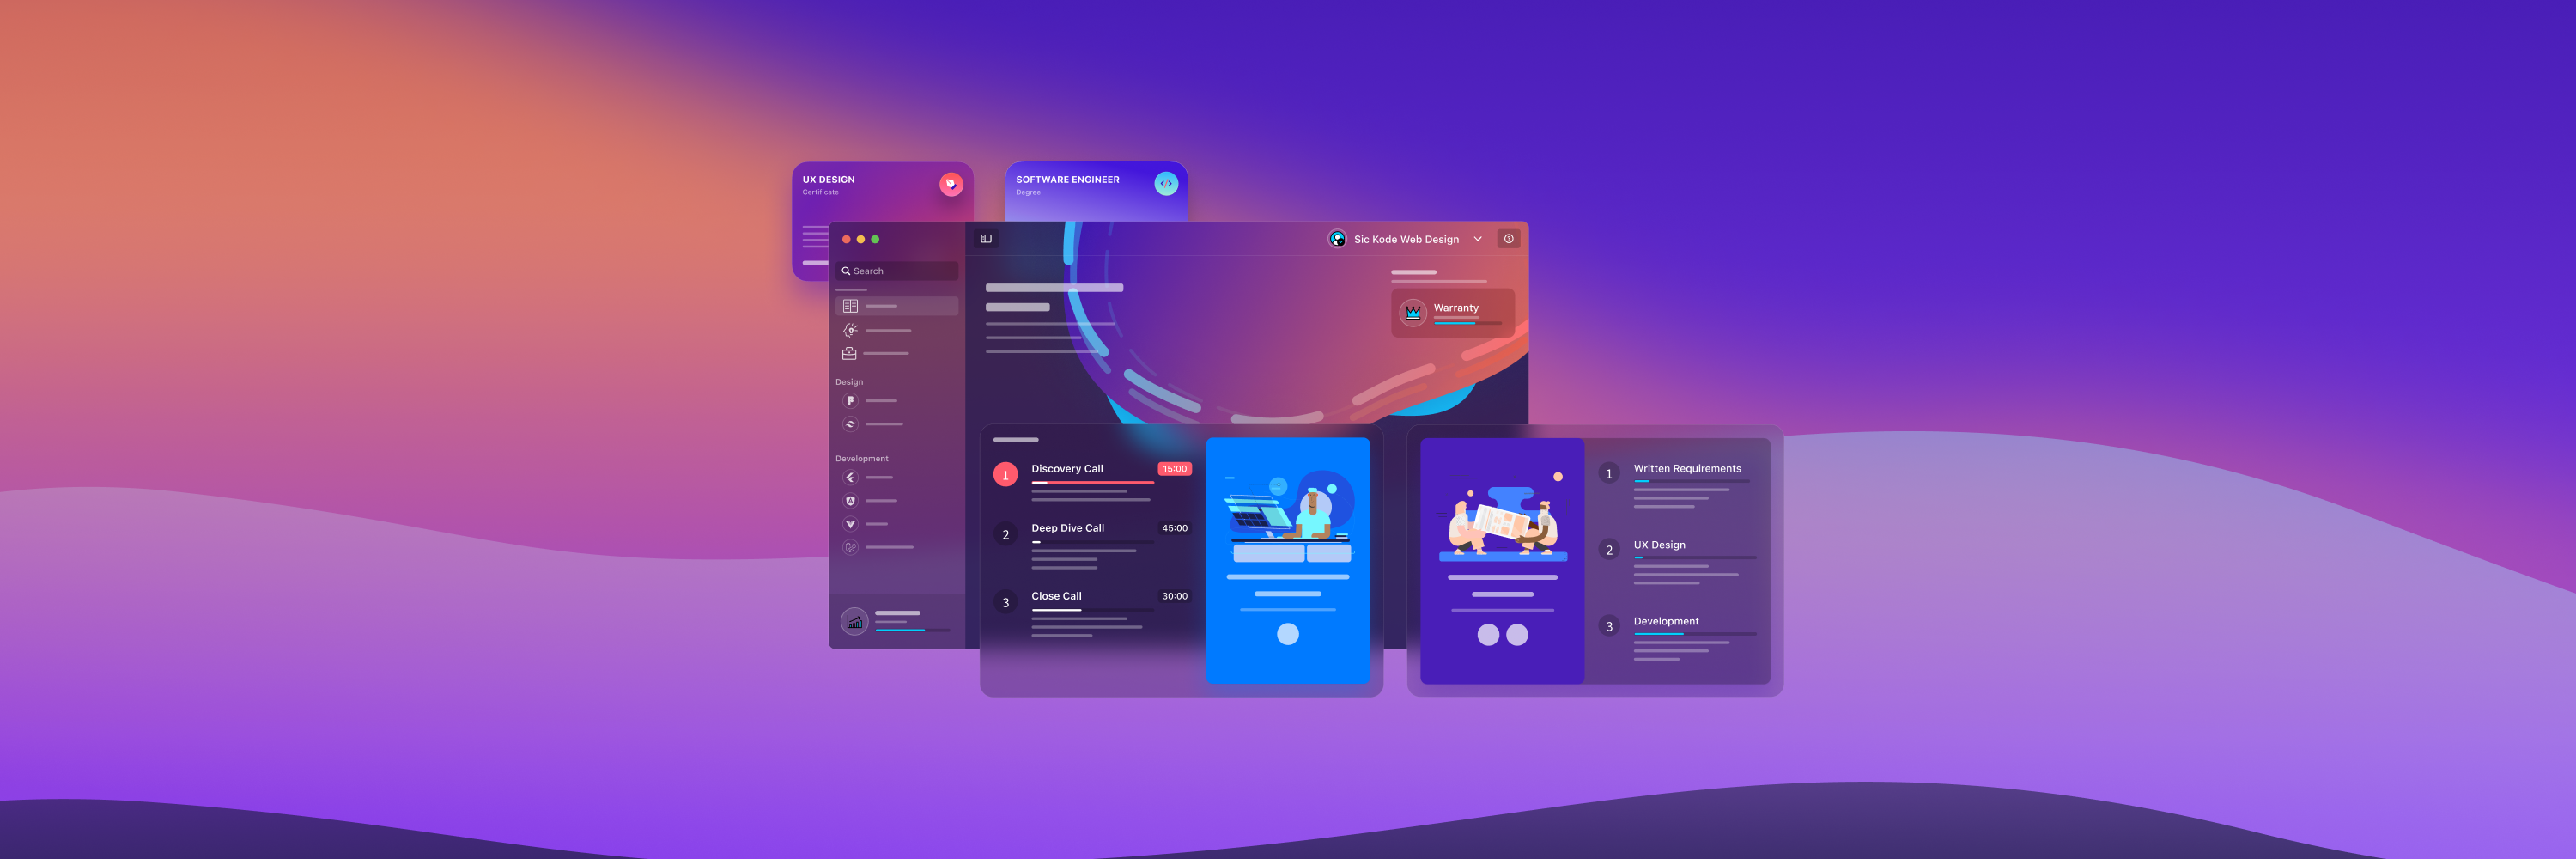 UX DESIGN
Certificate
SOFTWARE ENGINEER
Degree
Sic Kode Web Design
Search
Warranty
Design
Development
1
Discovery Call
15:00
2
Deep Dive Call
45:00
3
Close Call
30:00
1
Written Requirements
2
UX Design
3
Development